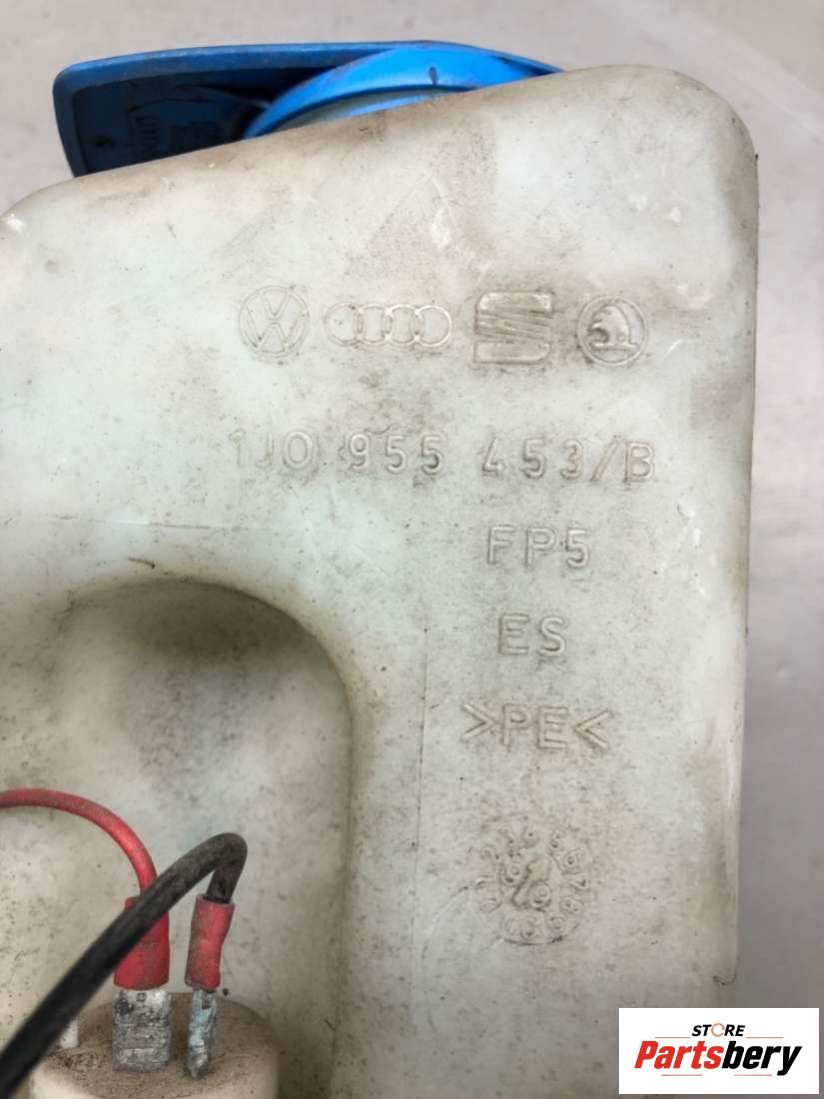 1J0 955 453/B
FP5
ES
>PE<
STORE
Partsbery